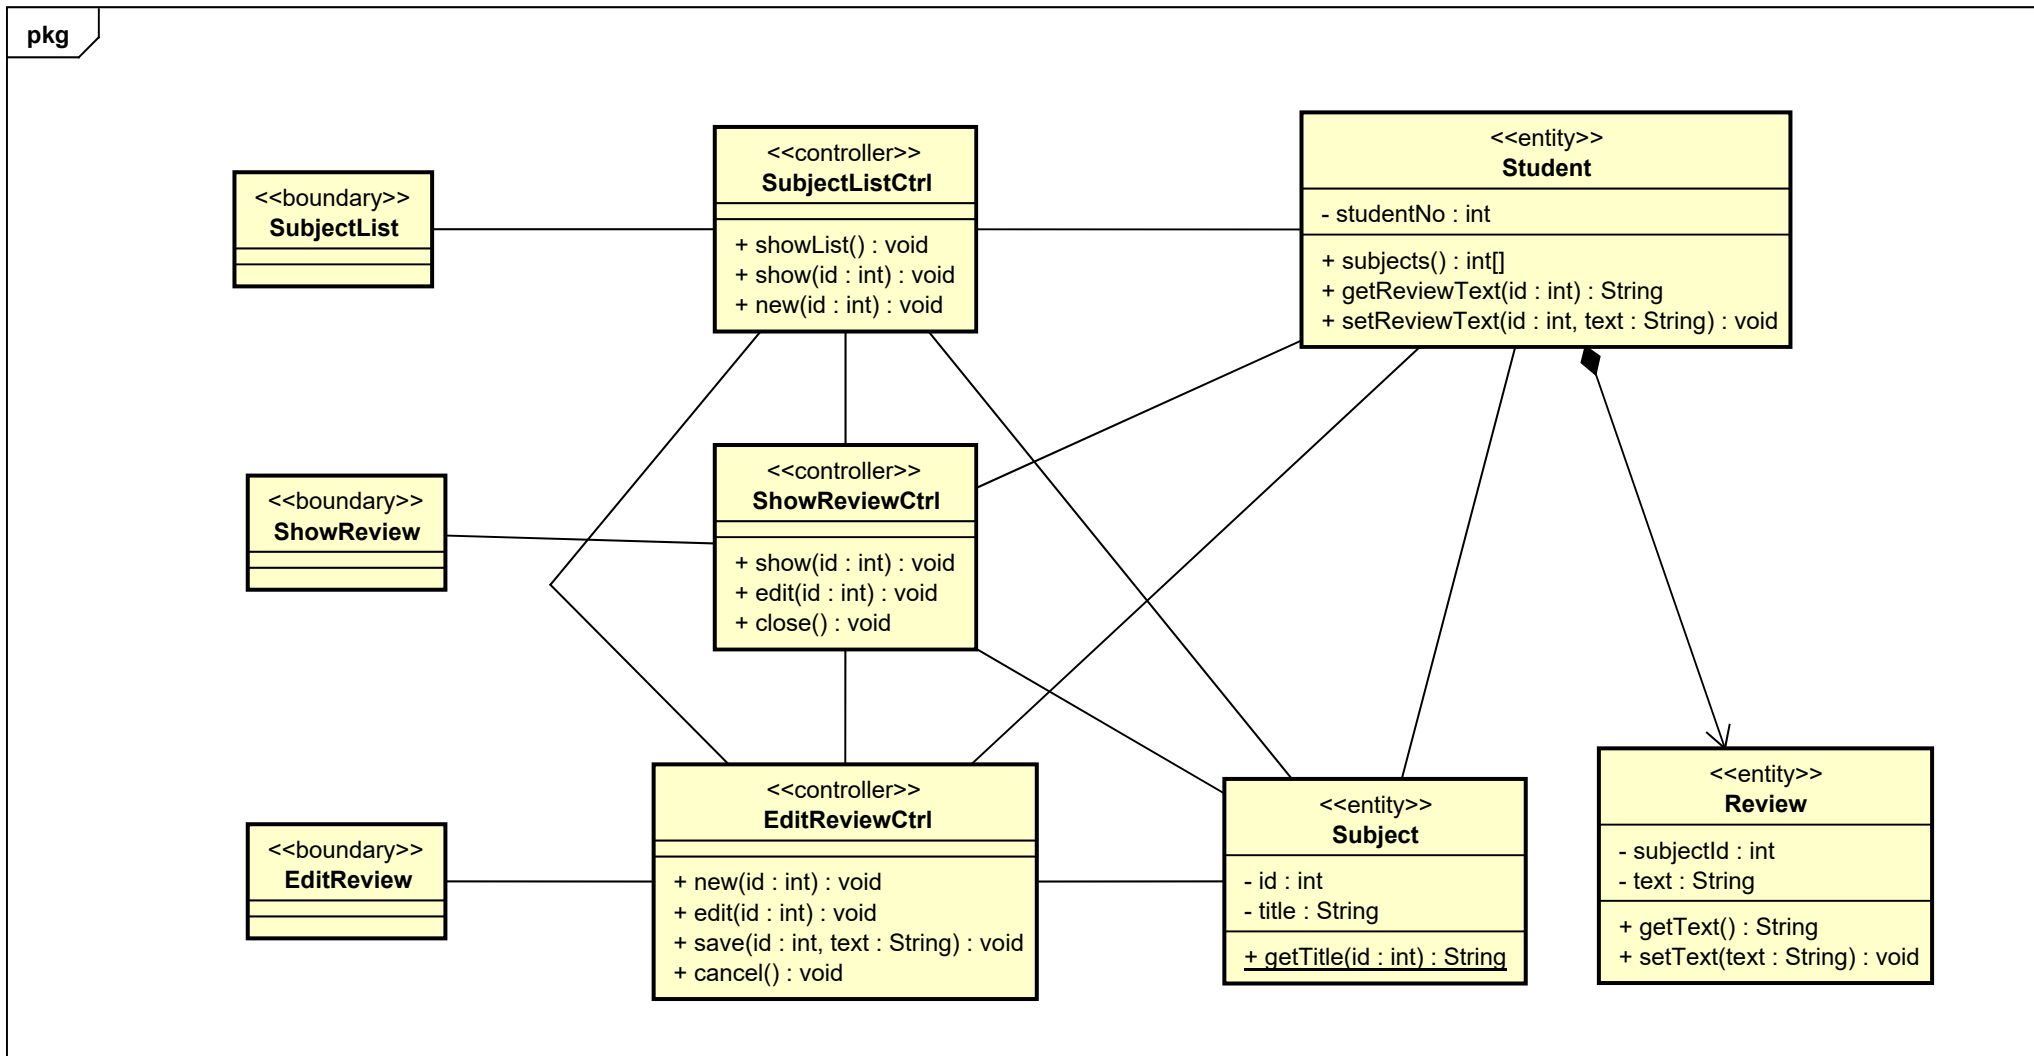 pkg
<<boundary>>
SubjectList
<<controller>>
SubjectListCtrl
+ showList() : void
+ show(id : int) : void
+ new(id : int) : void
<<entity>>
Student
- studentNo : int
+ subjects() : int[]
+ getReviewText(id : int) : String
+ setReviewText(id : int, text : String) : void
<<boundary>>
ShowReview
<<controller>>
ShowReviewCtrl
+ show(id : int) : void
+ edit(id : int) : void
+ close() : void
<<boundary>>
EditReview
<<controller>>
EditReviewCtrl
+ new(id : int) : void
+ edit(id : int) : void
+ save(id : int, text : String) : void
+ cancel() : void
<<entity>>
Subject
- id : int
- title : String
+ getTitle(id : int) : String
<<entity>>
Review
- subjectId : int
- text : String
+ getText() : String
+ setText(text : String) : void